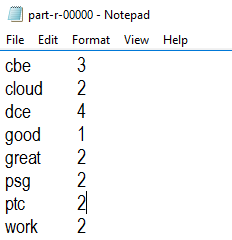 part-r-00000 - Notepad
File Edit Format View Help
cbe 3
cloud 2
dce 4
good 1
great 2
psg 2
ptc 2
work 2